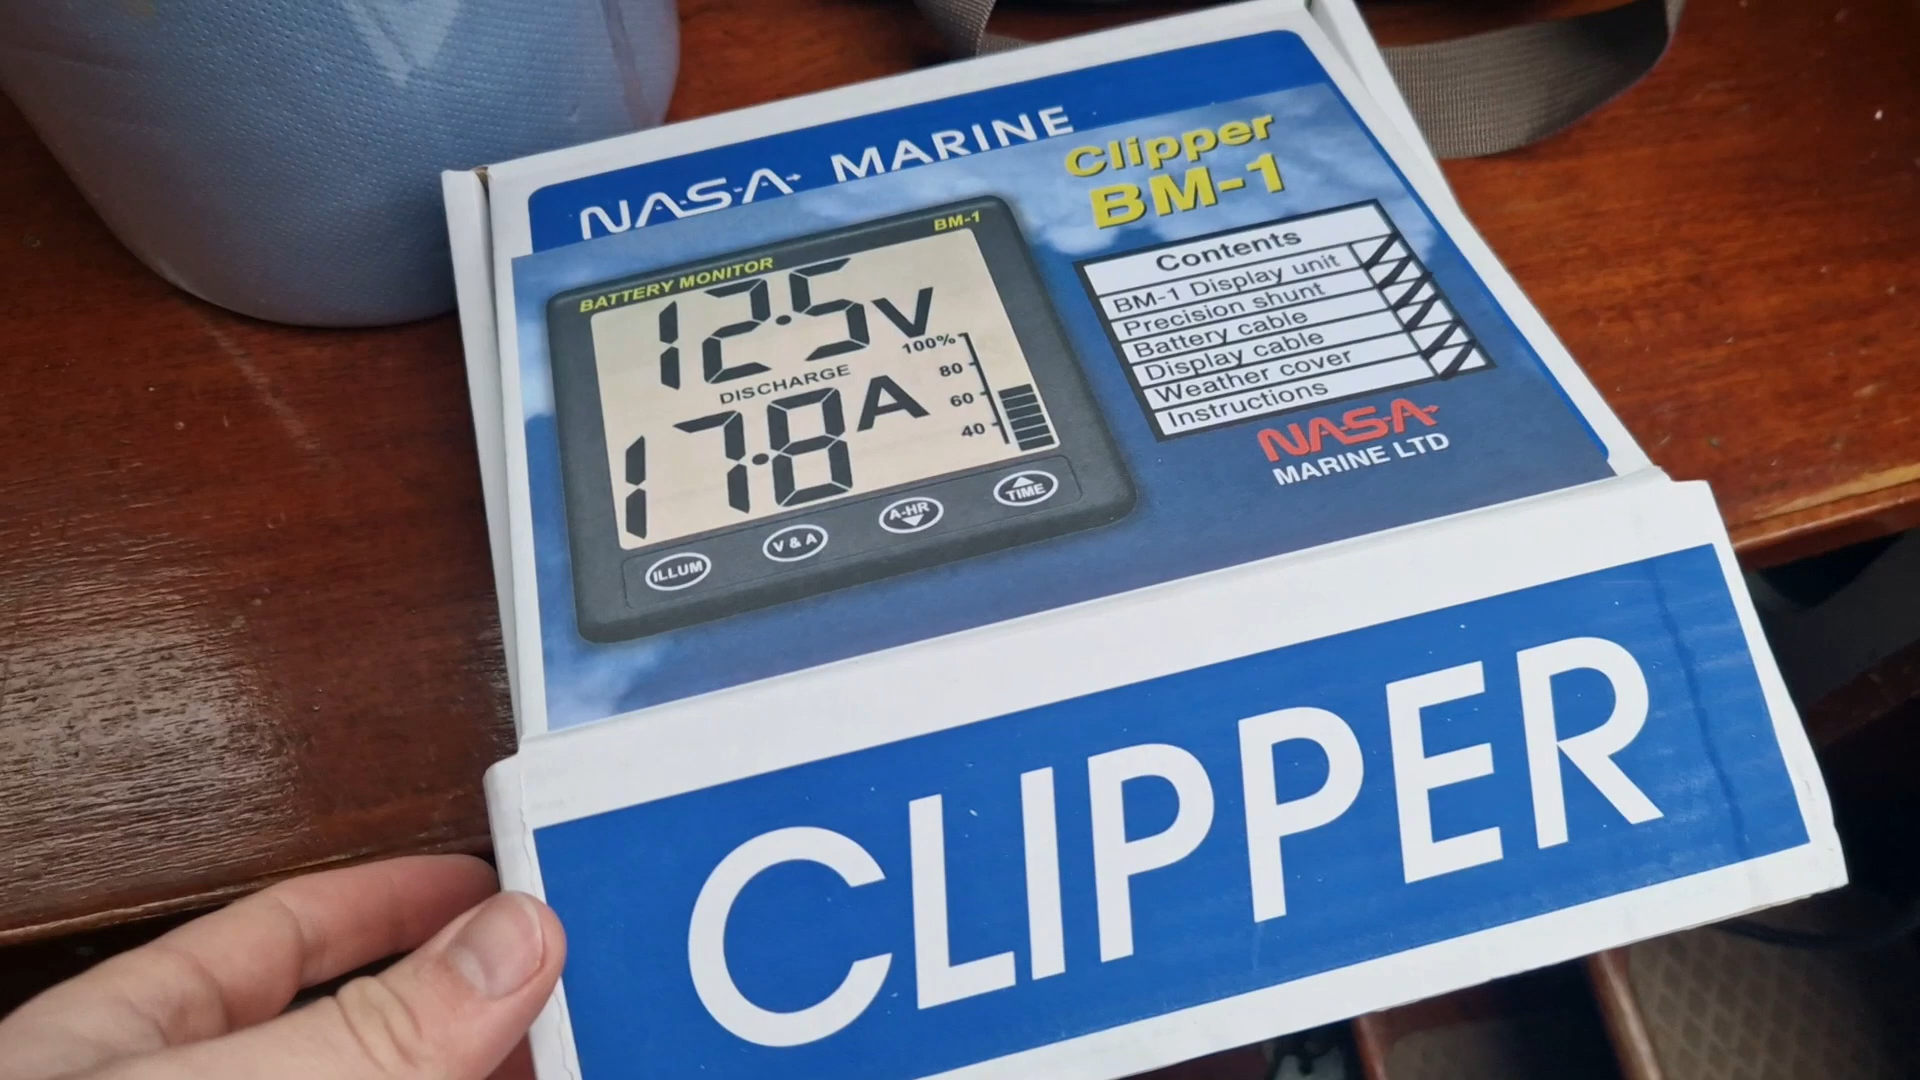 NASA MARINE
Clipper
BM-1
BATTERY MONITOR
BM-1
12.5V
DISCHARGE
17.8A
100%
80
60
40
ILLUM
V & A
A-HR
TIME
Contents
BM-1 Display unit
Precision shunt
Battery cable
Display cable
Weather cover
Instructions
NASA
MARINE LTD
CLIPPER